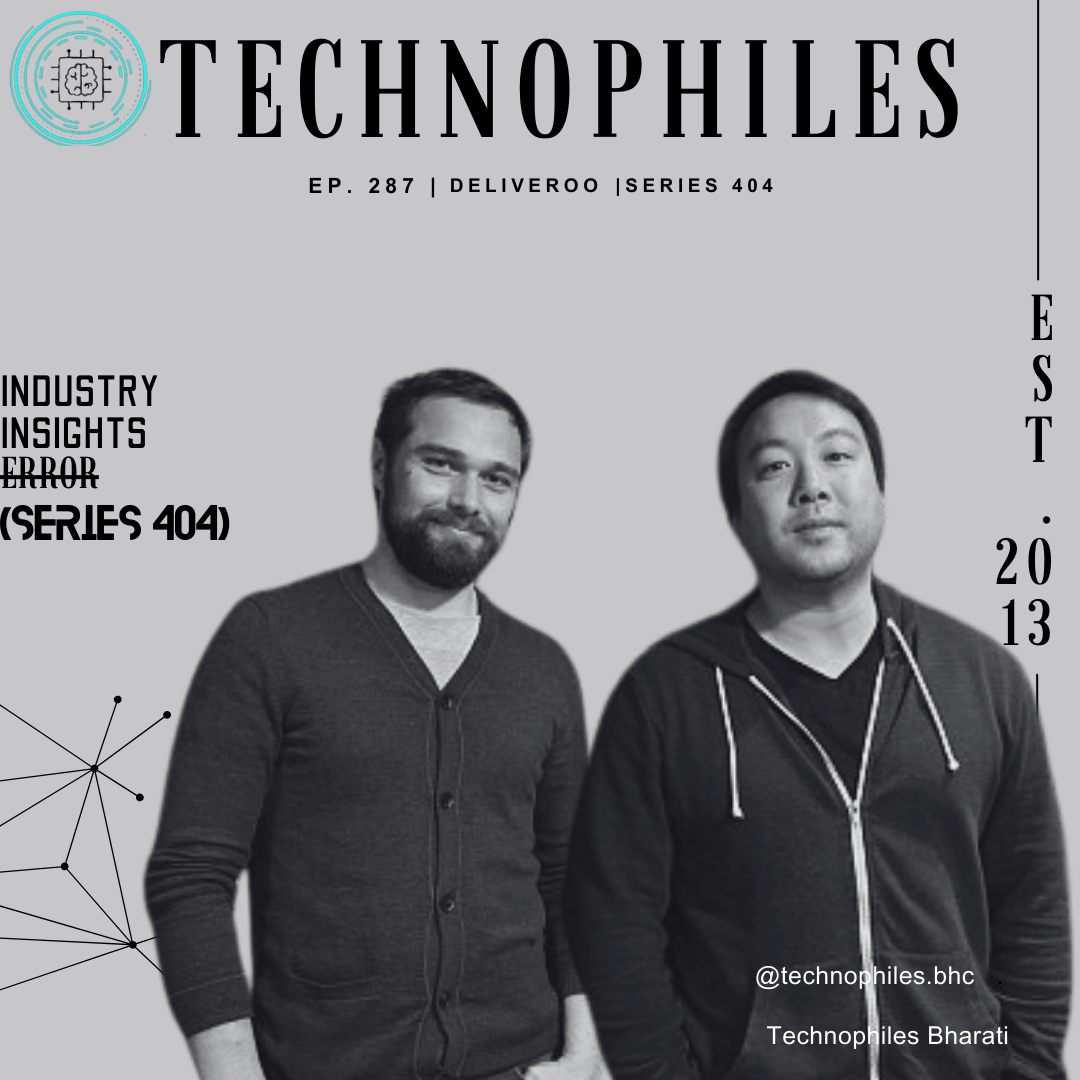 TECHNOPHILES
EP. 287 | DELIVEROO |SERIES 404
INDUSTRY
INSIGHTS
ERROR
(SERIES 404)
E
S
T
.
20
13
@technophiles.bhc
Technophiles Bharati